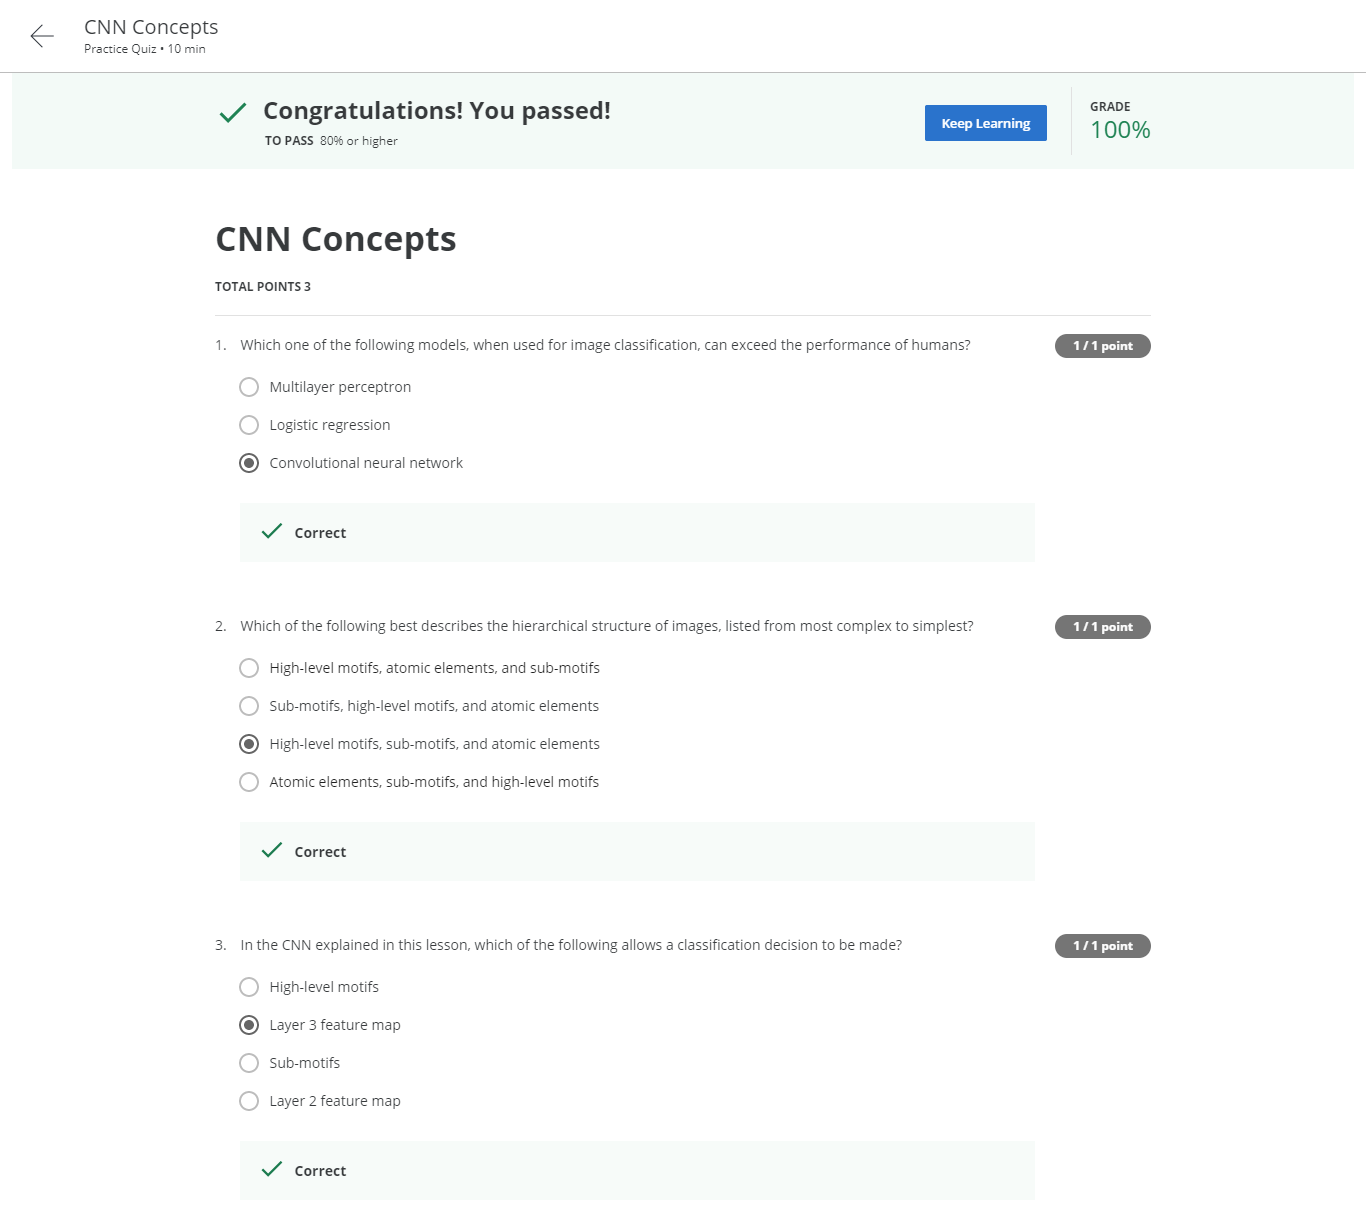 CNN Concepts
Practice Quiz • 10 min
Congratulations! You passed!
TO PASS 80% or higher
Keep Learning
GRADE
100%
CNN Concepts
TOTAL POINTS 3
1. Which one of the following models, when used for image classification, can exceed the performance of humans?
1 / 1 point
Multilayer perceptron
Logistic regression
Convolutional neural network
Correct
2. Which of the following best describes the hierarchical structure of images, listed from most complex to simplest?
1 / 1 point
High-level motifs, atomic elements, and sub-motifs
Sub-motifs, high-level motifs, and atomic elements
High-level motifs, sub-motifs, and atomic elements
Atomic elements, sub-motifs, and high-level motifs
Correct
3. In the CNN explained in this lesson, which of the following allows a classification decision to be made?
1 / 1 point
High-level motifs
Layer 3 feature map
Sub-motifs
Layer 2 feature map
Correct